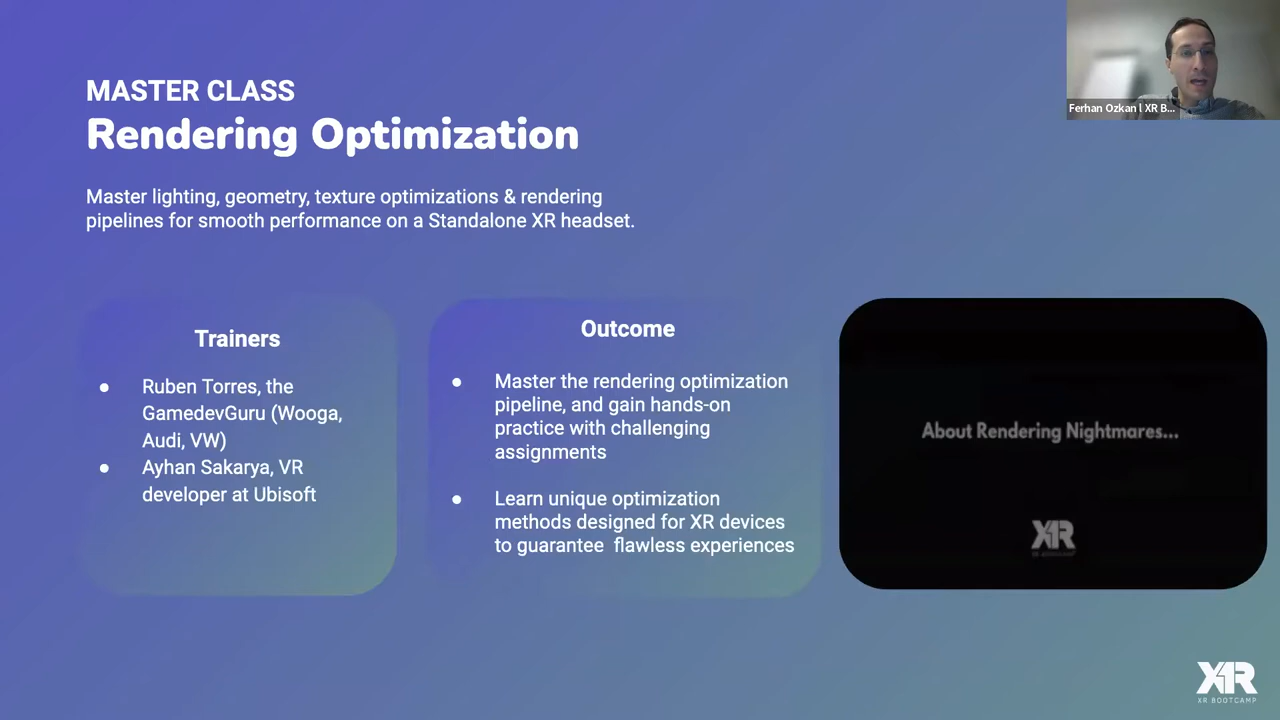 MASTER CLASS
Rendering Optimization
Master lighting, geometry, texture optimizations & rendering
pipelines for smooth performance on a Standalone XR headset.
Trainers
● Ruben Torres, the
GamedevGuru (Wooga,
Audi, VW)
● Ayhan Sakarya, VR
developer at Ubisoft
Outcome
● Master the rendering optimization
pipeline, and gain hands-on
practice with challenging
assignments
● Learn unique optimization
methods designed for XR devices
to guarantee flawless experiences
About Rendering Nightmares...
XR
XR BOOTCAMP
Ferhan Ozkan l XR B...
XR
XR BOOTCAMP